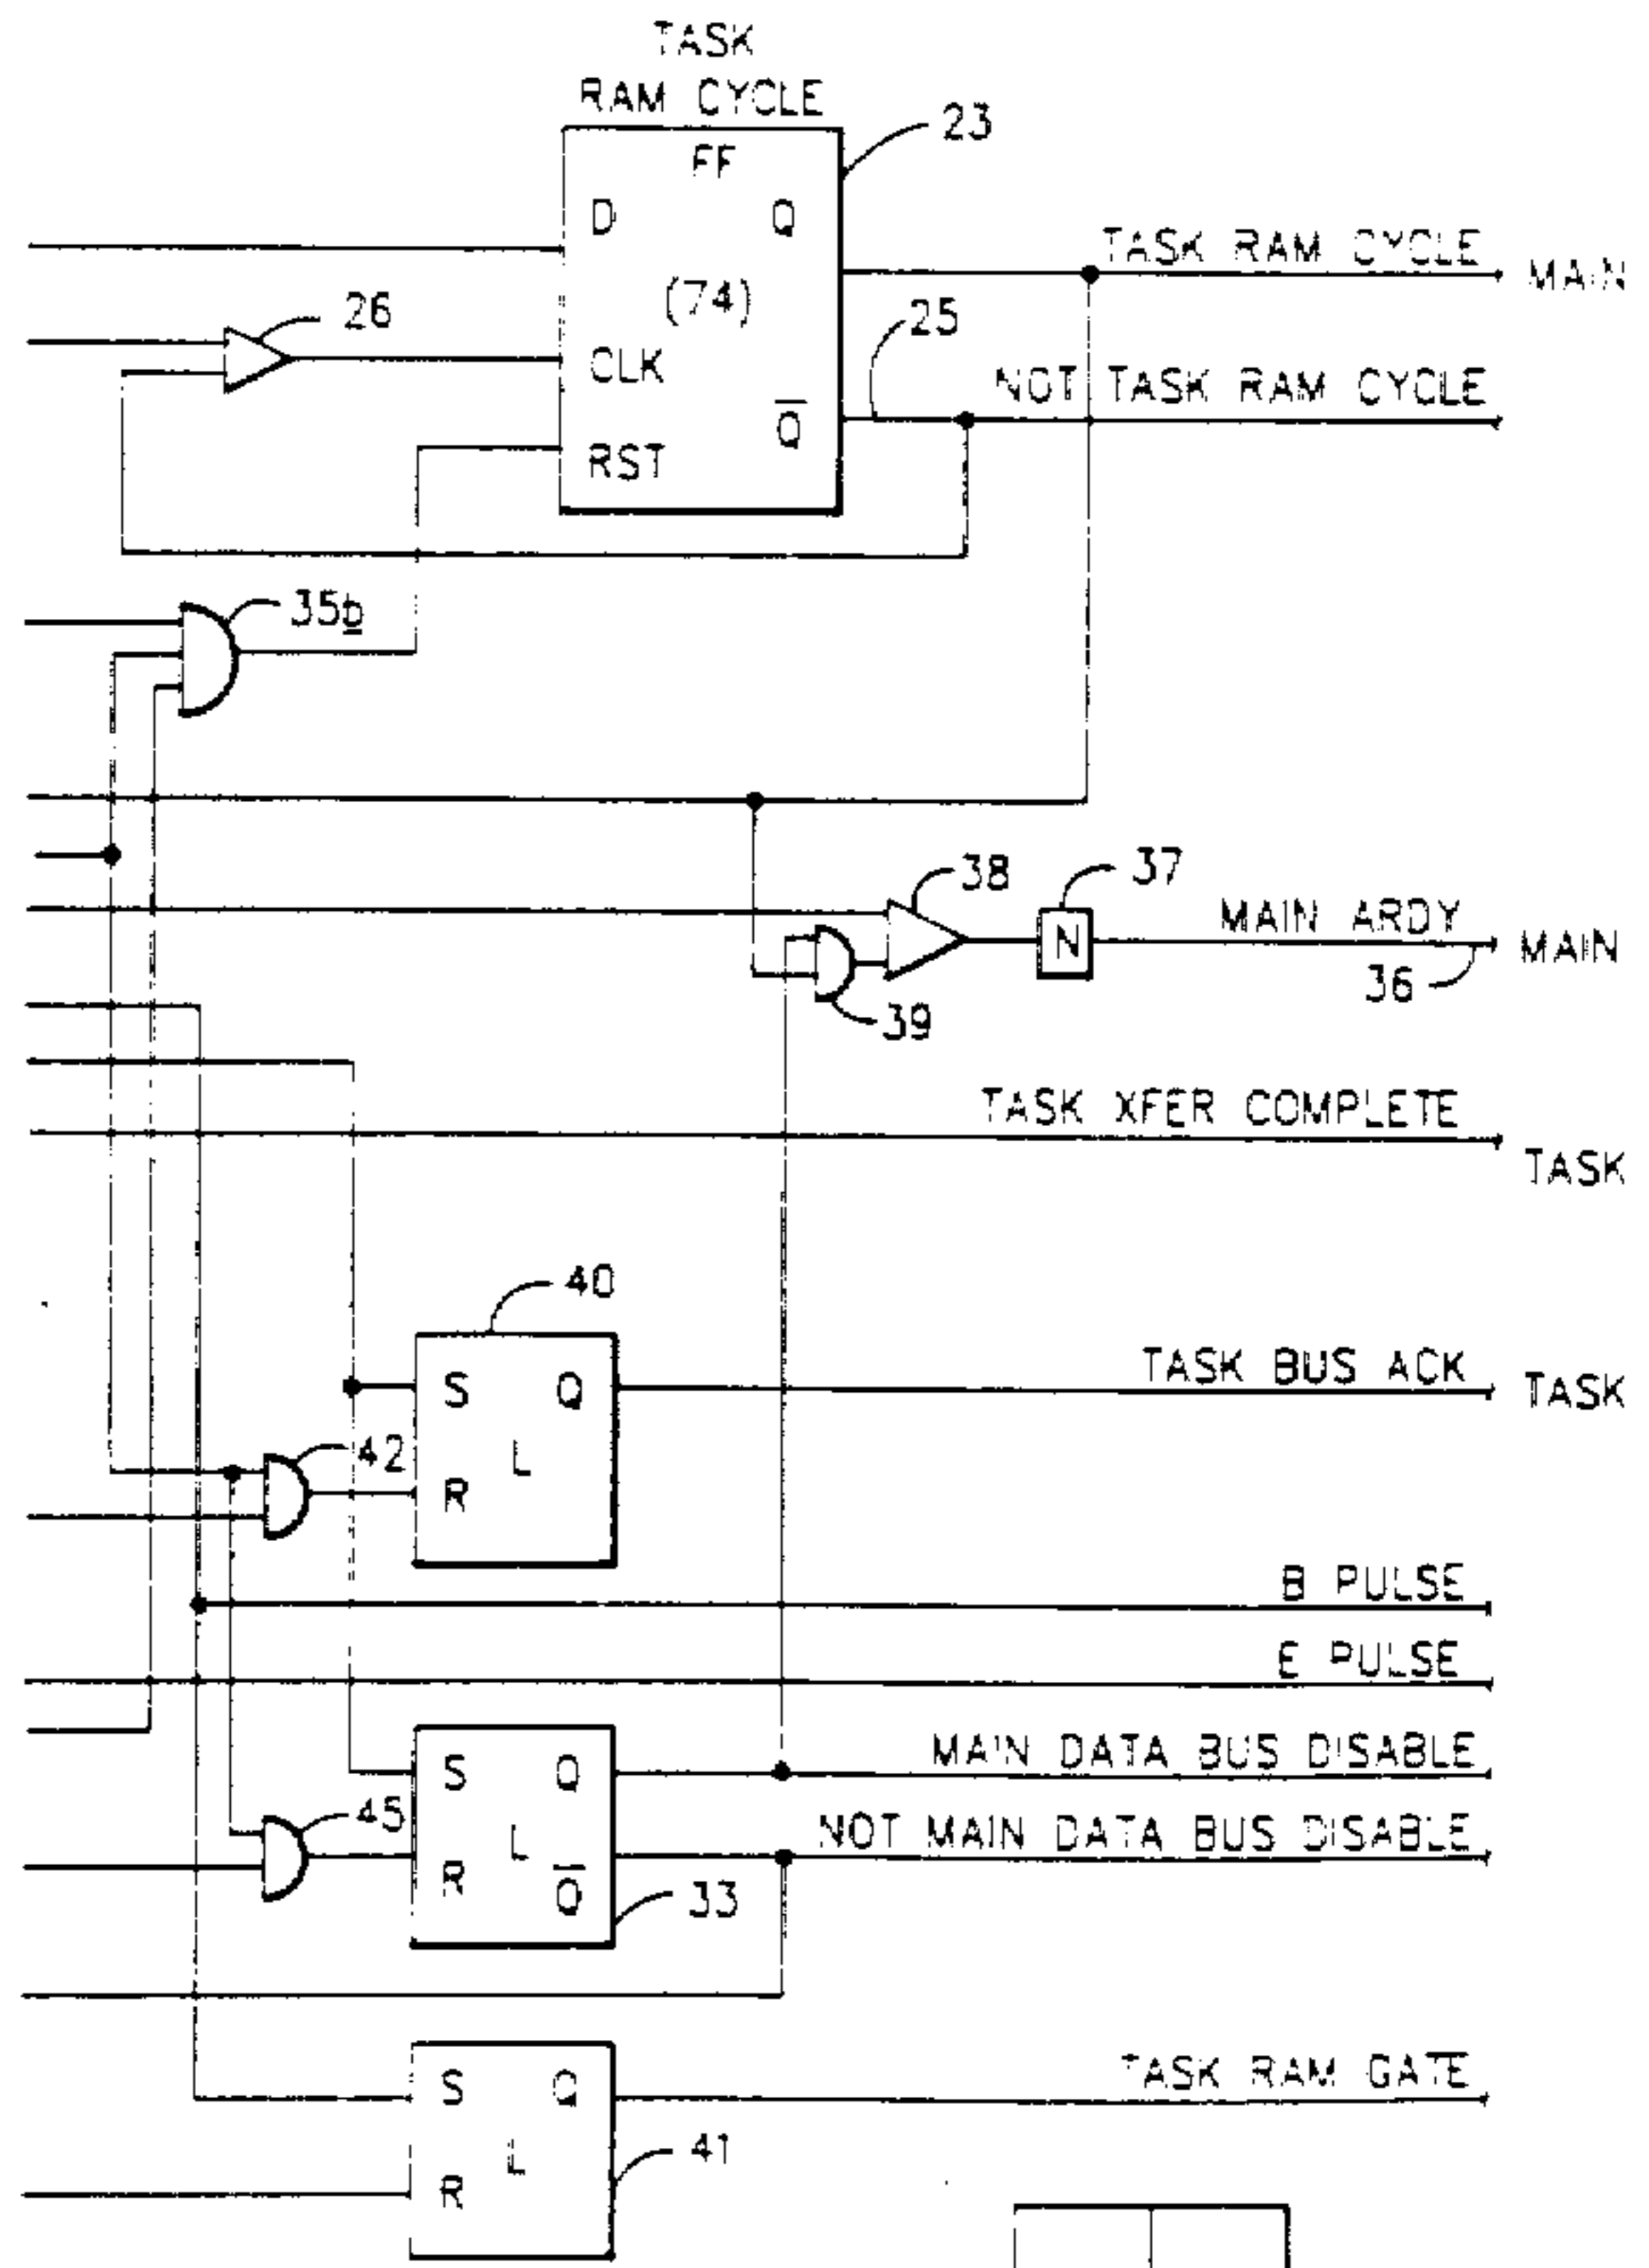 TASK
RAM CYCLE
23
FF
D Q
TASK RAM CYCLE
MAIN
(74)
26
25
CLK
NOT TASK RAM CYCLE
Q̅
RST
35b
38
37
MAIN ARDY
N
MAIN
36
39
TASK XFER COMPLETE
TASK
40
S Q
TASK BUS ACK
TASK
42
L
R
B PULSE
E PULSE
S Q
MAIN DATA BUS DISABLE
45
NOT MAIN DATA BUS DISABLE
L
R Q̅
33
TASK RAM GATE
S Q
L
41
R